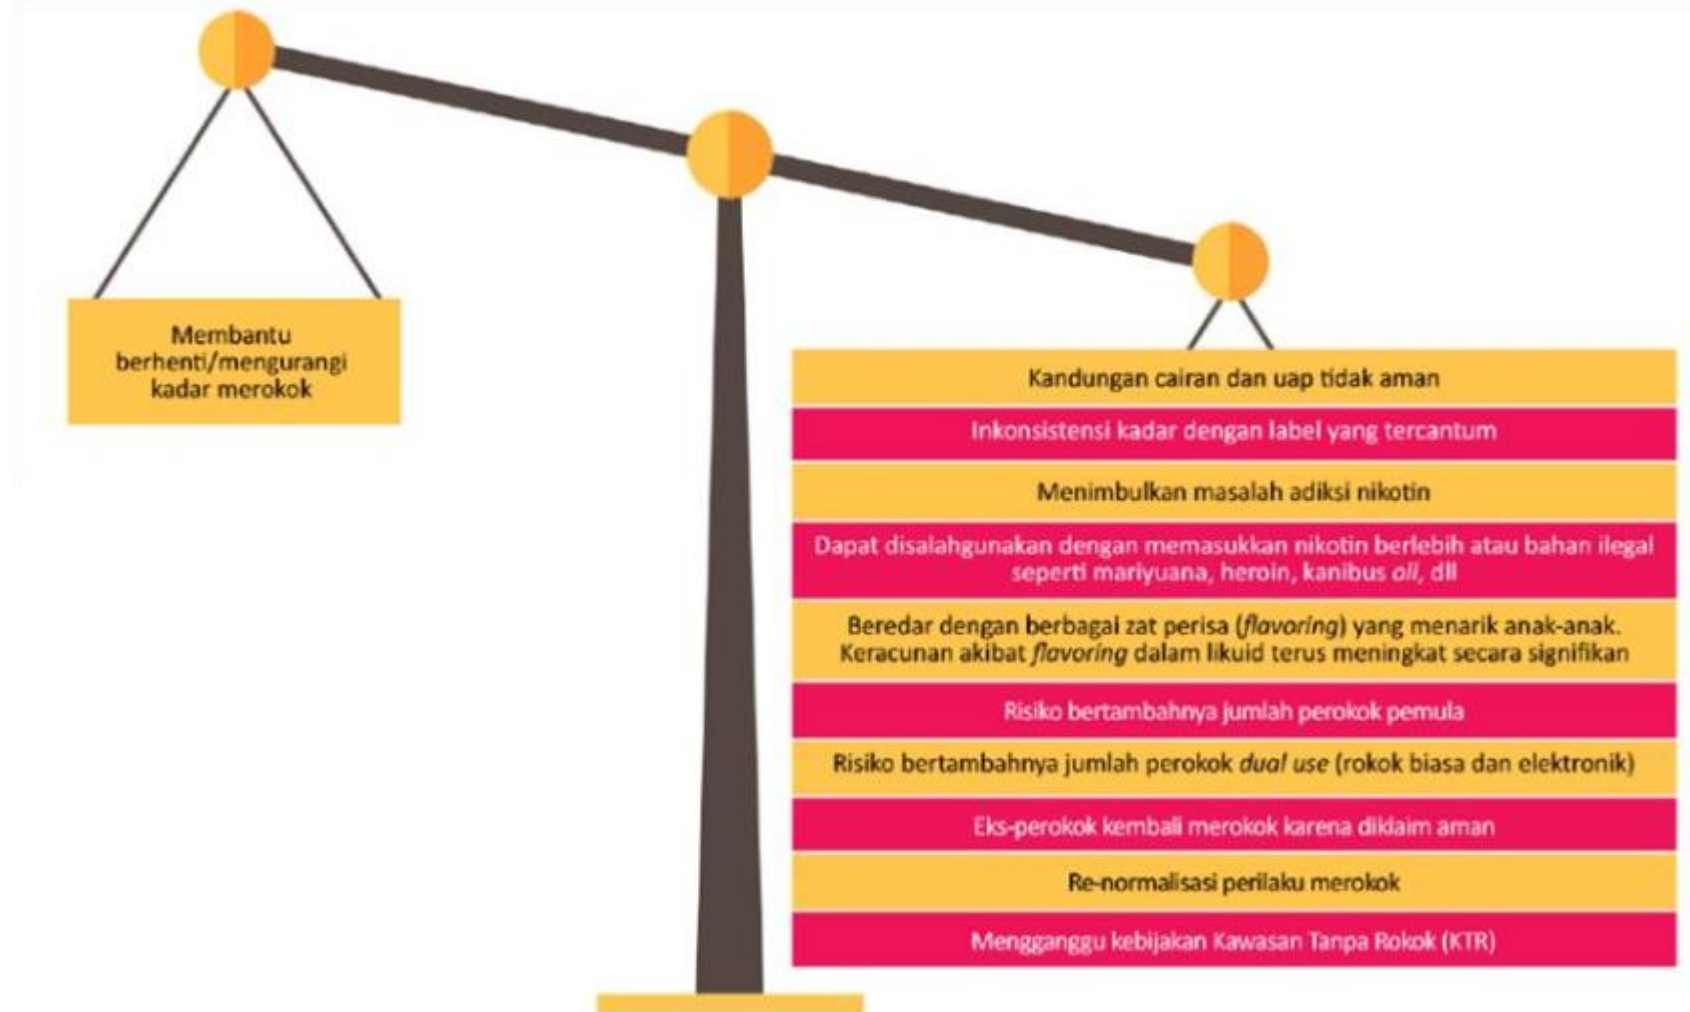 Membantu
berhenti/mengurangi
kadar merokok
Kandungan cairan dan uap tidak aman
Inkonsistensi kadar dengan label yang tercantum
Menimbulkan masalah adiksi nikotin
Dapat disalahgunakan dengan memasukkan nikotin berlebih atau bahan ilegal
seperti mariyuana, heroin, kanibus oil, dll
Beredar dengan berbagai zat perisa (flavoring) yang menarik anak-anak.
Keracunan akibat flavoring dalam likuid terus meningkat secara signifikan
Risiko bertambahnya jumlah perokok pemula
Risiko bertambahnya jumlah perokok dual use (rokok biasa dan elektronik)
Eks-perokok kembali merokok karena diklaim aman
Re-normalisasi perilaku merokok
Mengganggu kebijakan Kawasan Tanpa Rokok (KTR)